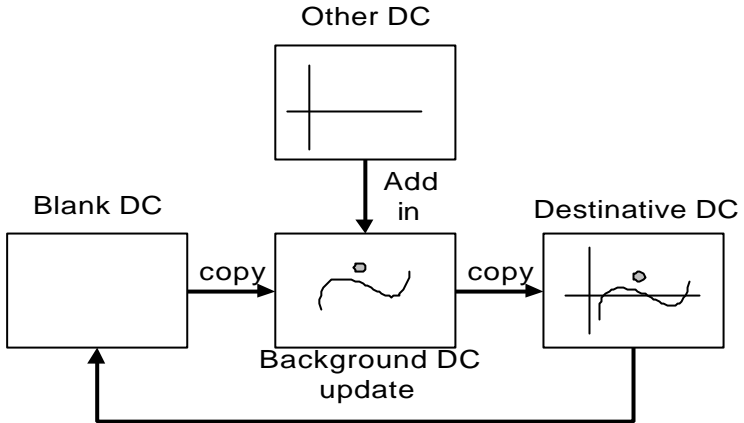 Other DC
Add
in
Blank DC
Destinative DC
copy
copy
Background DC
update